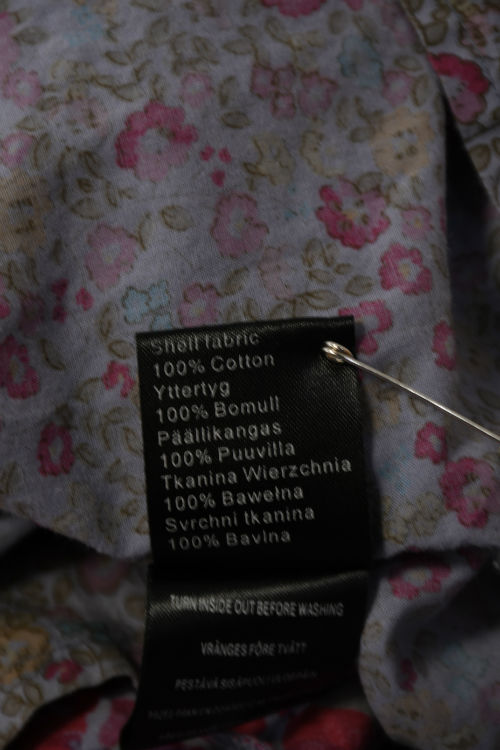 Shell fabric
100% Cotton
Yttertyg
100% Bomull
Päällikangas
100% Puuvilla
Tkanina Wierzchnia
100% Bawełna
Svrchni tkanina
100% Bavlna
TURN INSIDE OUT BEFORE WASHING
VRÄNGES FÖRE TVÄTT